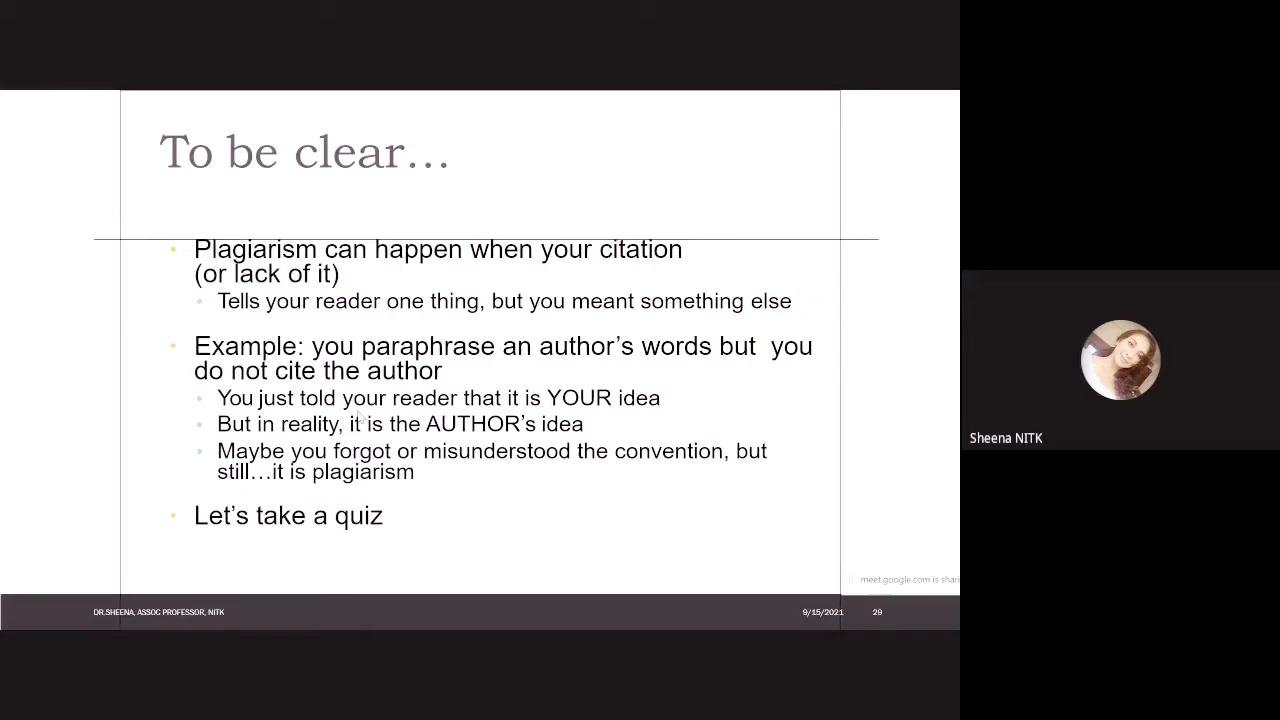 To be clear…
Plagiarism can happen when your citation
(or lack of it)
Tells your reader one thing, but you meant something else
Example: you paraphrase an author's words but  you
do not cite the author
You just told your reader that it is YOUR idea
But in reality, it is the AUTHOR's idea
Maybe you forgot or misunderstood the convention, but
still…it is plagiarism
Let's take a quiz
Sheena NITK
meet.google.com is shari
DR.SHEENA, ASSOC PROFESSOR, NITK
9/15/2021
29